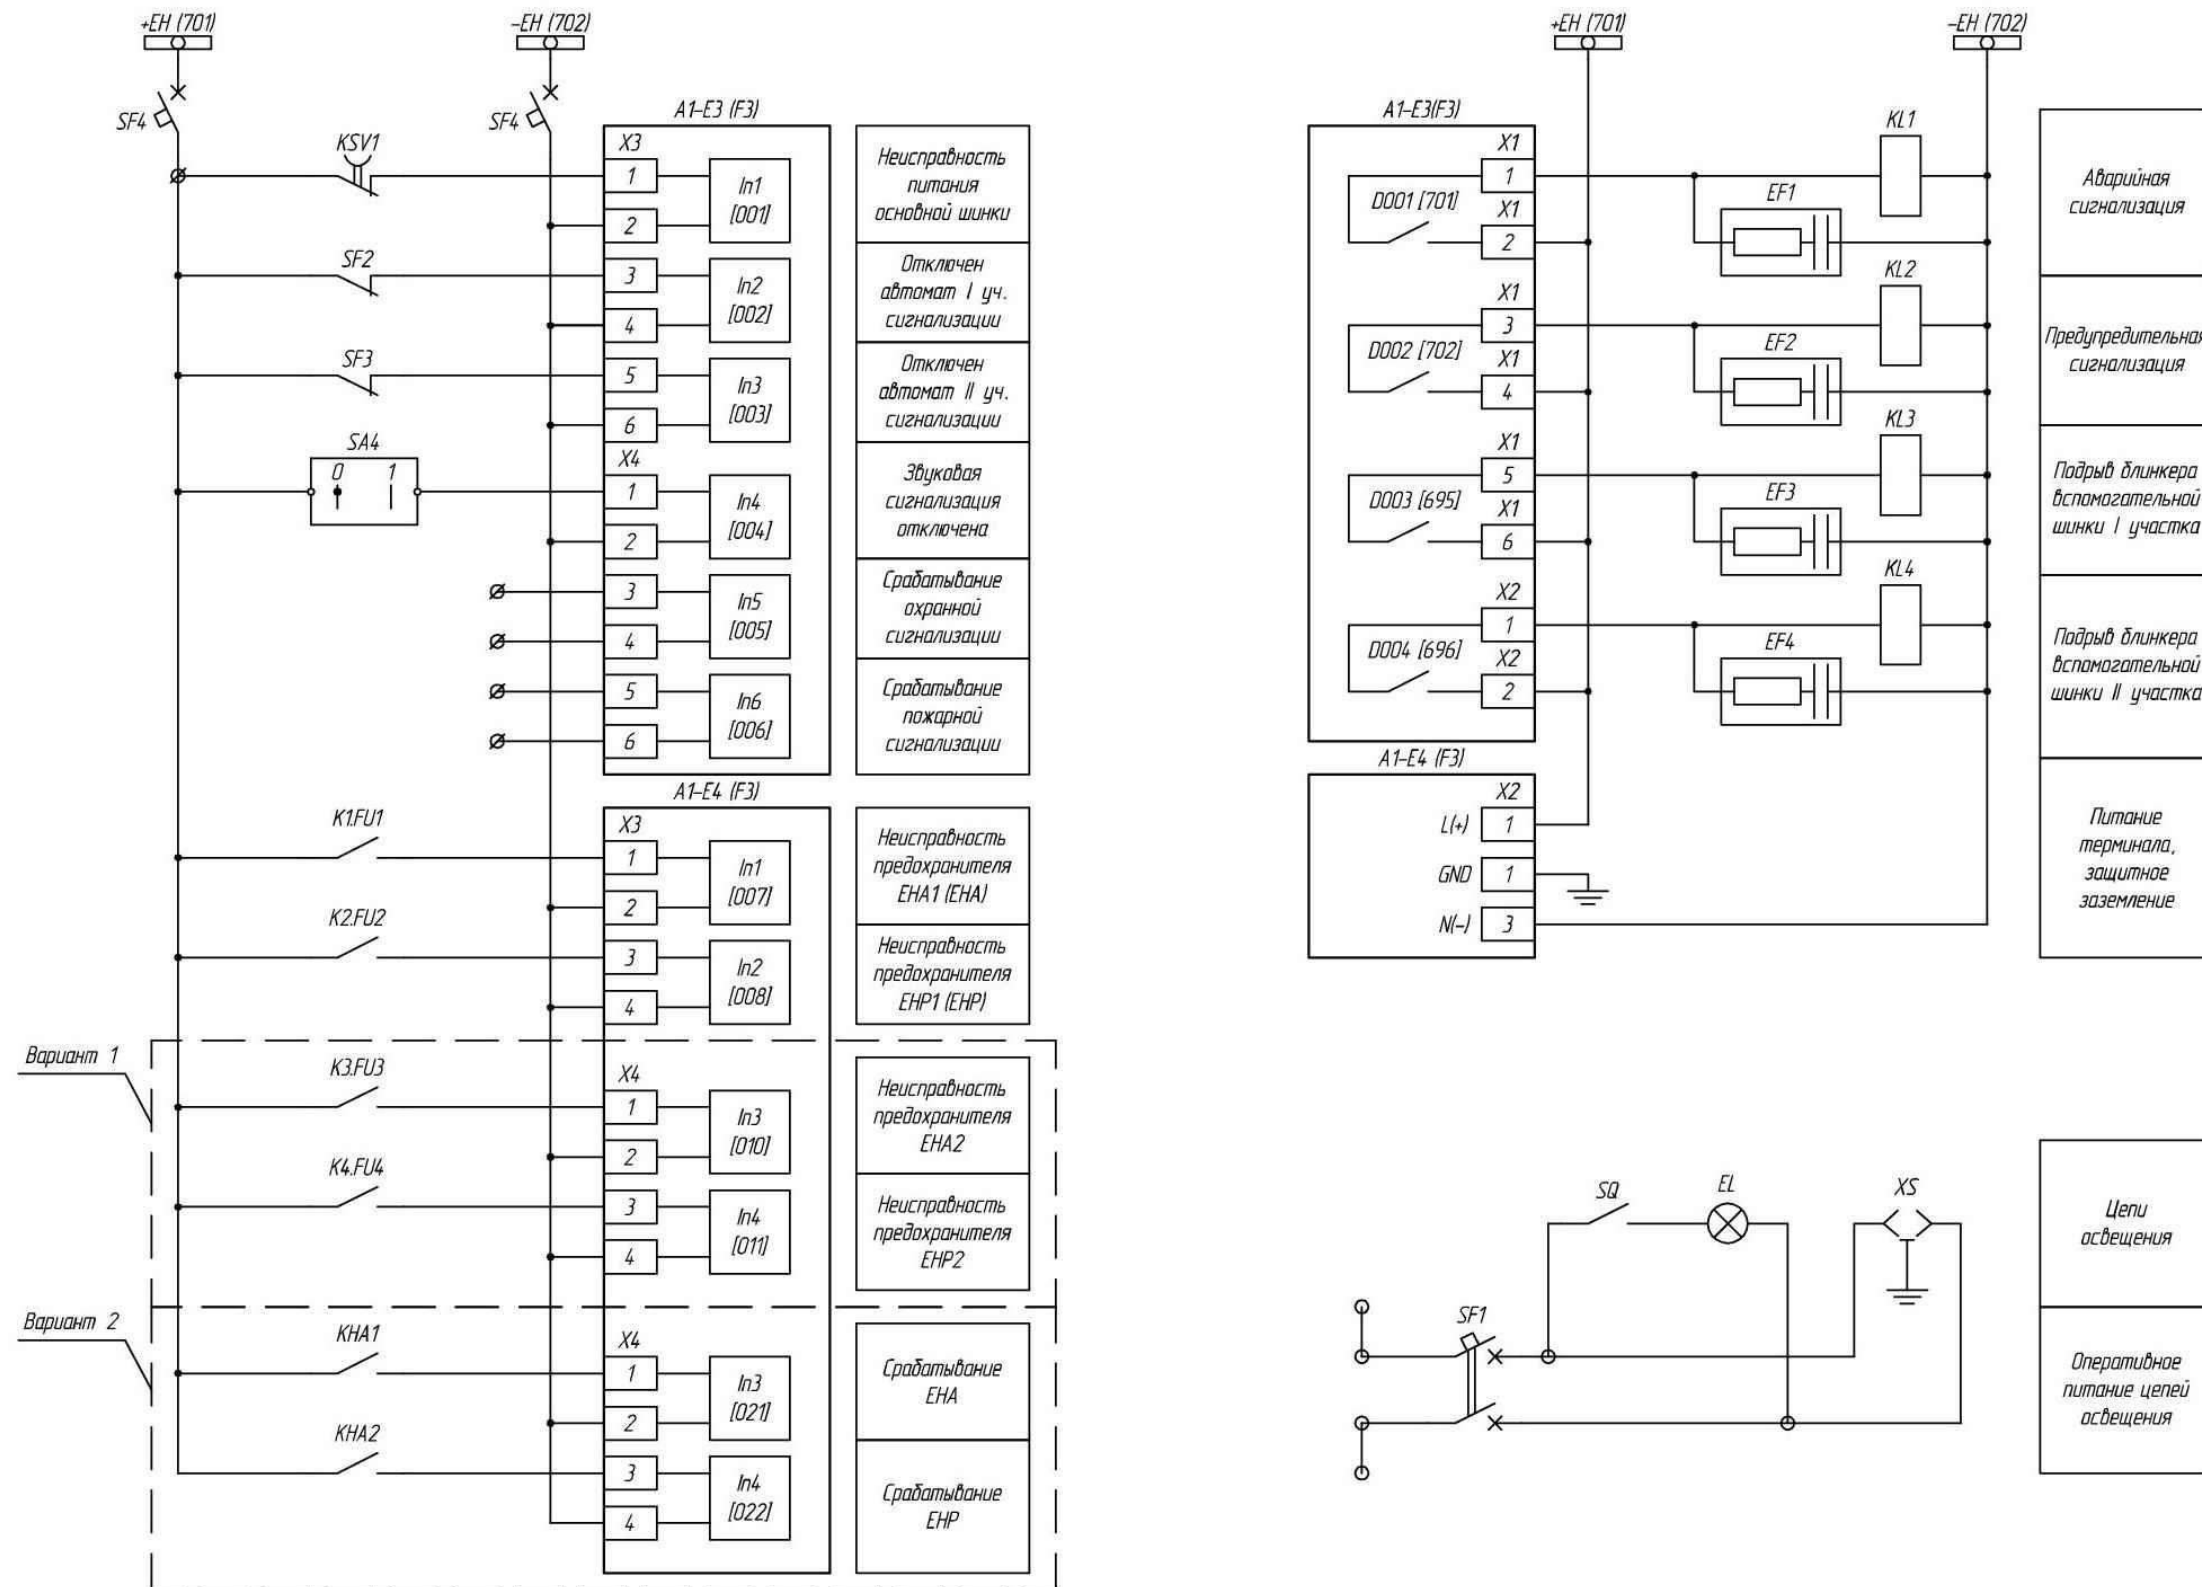 +EH (701)
-EH (702)
SF4
SF4
A1-E3 (F3)
KSV1
X3
1
In1
[001]
2
Неисправность
питания
основной шинки
SF2
3
In2
[002]
4
Отключен
автомат I уч.
сигнализации
SF3
5
In3
[003]
6
Отключен
автомат II уч.
сигнализации
SA4
0 1
X4
1
In4
[004]
2
Звуковая
сигнализация
отключена
3
In5
[005]
4
Срабатывание
охранной
сигнализации
5
In6
[006]
6
Срабатывание
пожарной
сигнализации
A1-E4 (F3)
K1.FU1
X3
1
In1
[007]
2
Неисправность
предохранителя
EHA1 (EHA)
K2.FU2
3
In2
[008]
4
Неисправность
предохранителя
EHP1 (EHP)
Вариант 1
K3.FU3
X4
1
In3
[010]
2
Неисправность
предохранителя
EHA2
K4.FU4
3
In4
[011]
4
Неисправность
предохранителя
EHP2
Вариант 2
KHA1
X4
1
In3
[021]
2
Срабатывание
EHA
KHA2
3
In4
[022]
4
Срабатывание
EHP
+EH (701)
-EH (702)
A1-E3(F3)
X1
1
D001 [701]
X1
2
EF1
KL1
Аварийная
сигнализация
X1
3
D002 [702]
X1
4
EF2
KL2
Предупредительная
сигнализация
X1
5
D003 [695]
X1
6
EF3
KL3
Подрыв блинкера
вспомогательной
шинки I участка
X2
1
D004 [696]
X2
2
EF4
KL4
Подрыв блинкера
вспомогательной
шинки II участка
A1-E4 (F3)
X2
L(+) 1
GND 1
N(-) 3
Питание
терминала,
защитное
заземление
SQ
EL
XS
SF1
Цепи
освещения
Оперативное
питание цепей
освещения